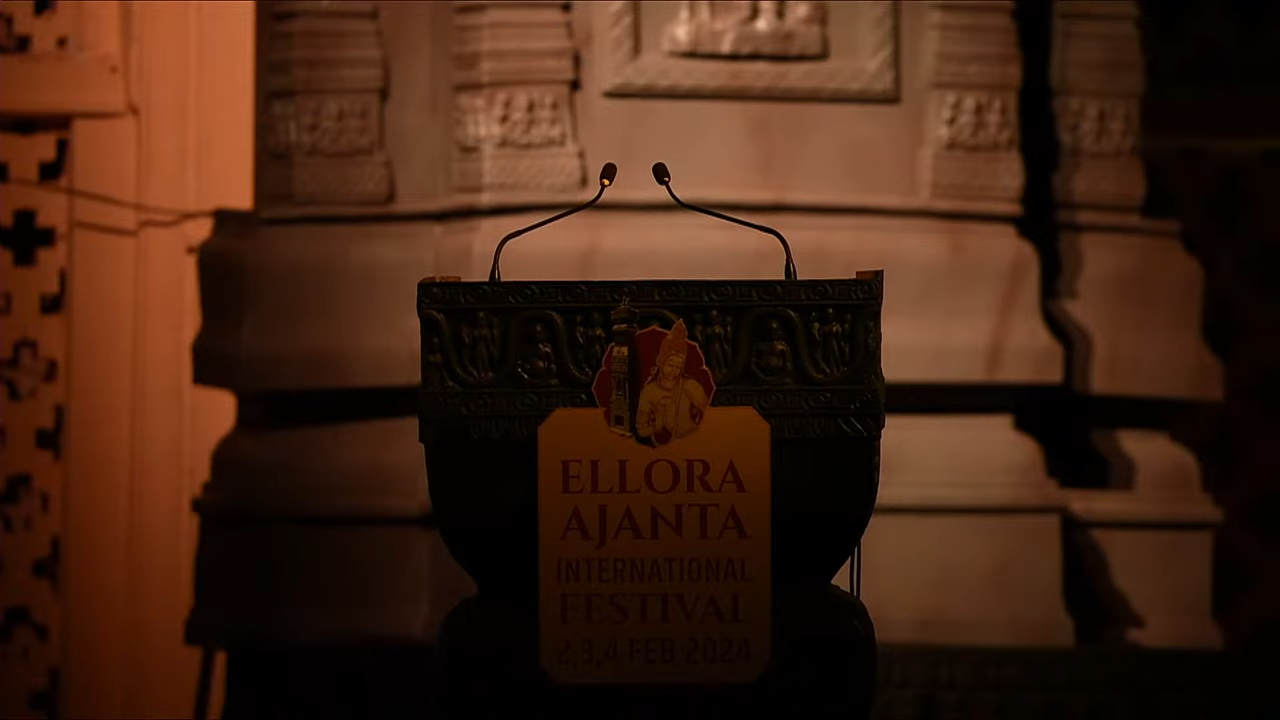 ELLORA
AJANTA
INTERNATIONAL
FESTIVAL
2,3,4 FEB 2024